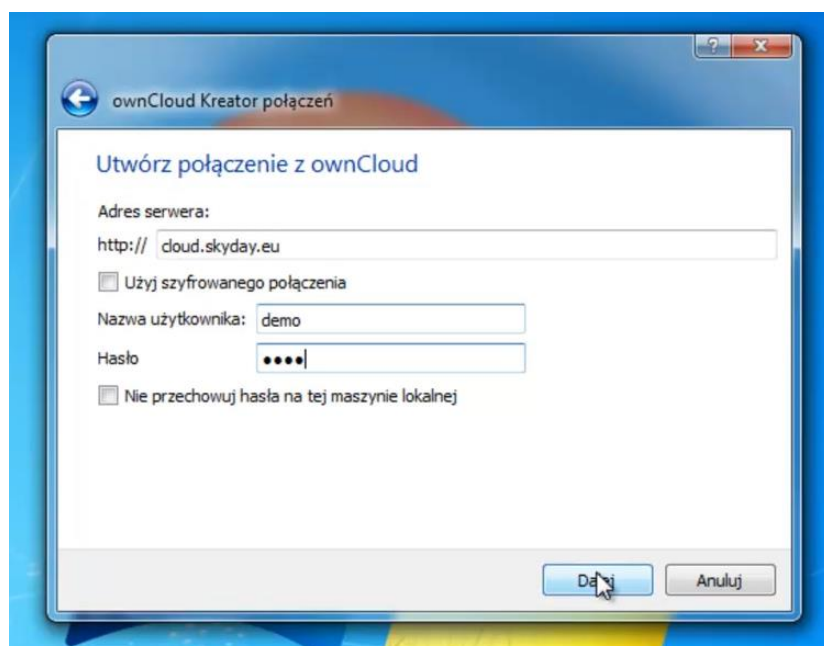 ownCloud Kreator połączeń
Utwórz połączenie z ownCloud
Adres serwera:
http:// cloud.skyday.eu
Użyj szyfrowanego połączenia
Nazwa użytkownika: demo
Hasło ••••
Nie przechowuj hasła na tej maszynie lokalnej
Dalej Anuluj